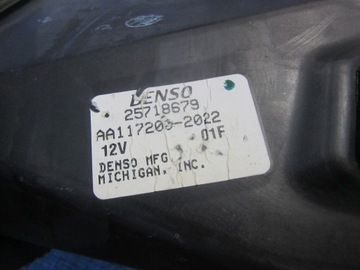 DENSO
25718679
AA117200-2022
12V 01F
DENSO MFG
MICHIGAN, INC.